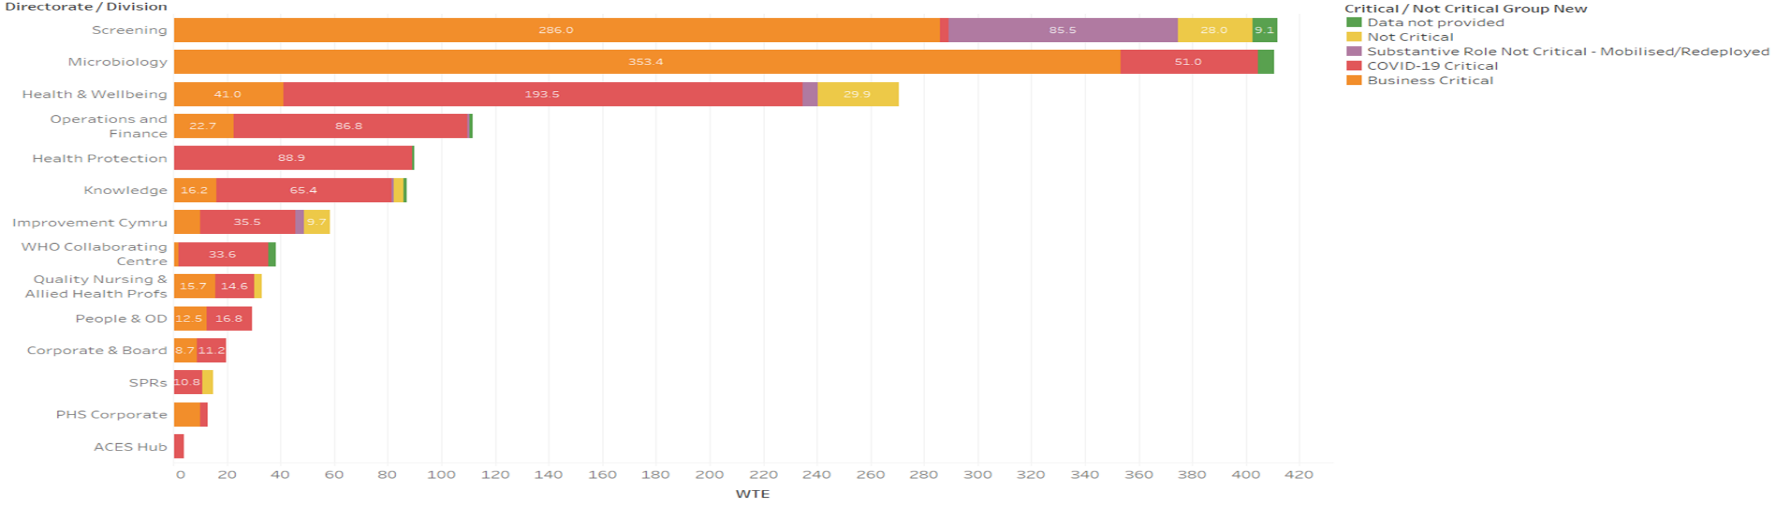 Directorate / Division
Critical / Not Critical Group New
Data not provided
Not Critical
Substantive Role Not Critical - Mobilised/Redeployed
COVID-19 Critical
Business Critical
Screening 286.0 85.5 28.0 9.1
Microbiology 353.4 51.0
Health & Wellbeing 41.0 193.5 29.9
Operations and
Finance 22.7 86.8
Health Protection 88.9
Knowledge 16.2 65.4
Improvement Cymru 35.5 9.7
WHO Collaborating
Centre 33.6
Quality Nursing &
Allied Health Profs 15.7 14.6
People & OD 12.5 16.8
Corporate & Board 8.7 11.2
SPRs 10.8
PHS Corporate
ACES Hub
0 20 40 60 80 100 120 140 160 180 200 220 240 260 280 300 320 340 360 380 400 420
WTE